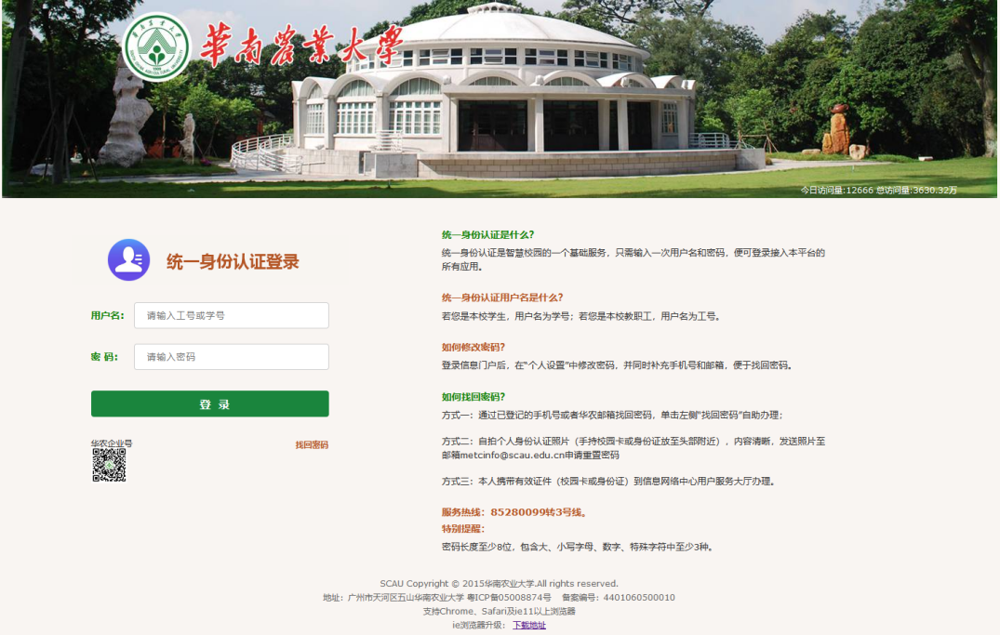 華南農業大學
今日访问量:12666 总访问量:3630.32万
统一身份认证登录
用户名:
请输入工号或学号
密 码:
请输入密码
登 录
华农企业号
找回密码
统一身份认证是什么?
统一身份认证是智慧校园的一个基础服务，只需输入一次用户名和密码，便可登录接入本平台的
所有应用。
统一身份认证用户名是什么?
若您是本校学生，用户名为学号；若您是本校教职工，用户名为工号。
如何修改密码?
登录信息门户后，在“个人设置”中修改密码，并同时补充手机号和邮箱，便于找回密码。
如何找回密码?
方式一：通过已登记的手机号或者华农邮箱找回密码，单击左侧“找回密码”自助办理；
方式二：自拍个人身份认证照片（手持校园卡或身份证放至头部附近），内容清晰，发送照片至
邮箱metcinfo@scau.edu.cn申请重置密码
方式三：本人携带有效证件（校园卡或身份证）到信息网络中心用户服务大厅办理。
服务热线：85280099转3号线。
特别提醒：
密码长度至少8位，包含大、小写字母、数字、特殊字符中至少3种。
SCAU Copyright © 2015华南农业大学.All rights reserved.
地址：广州市天河区五山华南农业大学 粤ICP备05008874号 备案编号：4401060500010
支持Chrome、Safari及ie11以上浏览器
ie浏览器升级： 下载地址